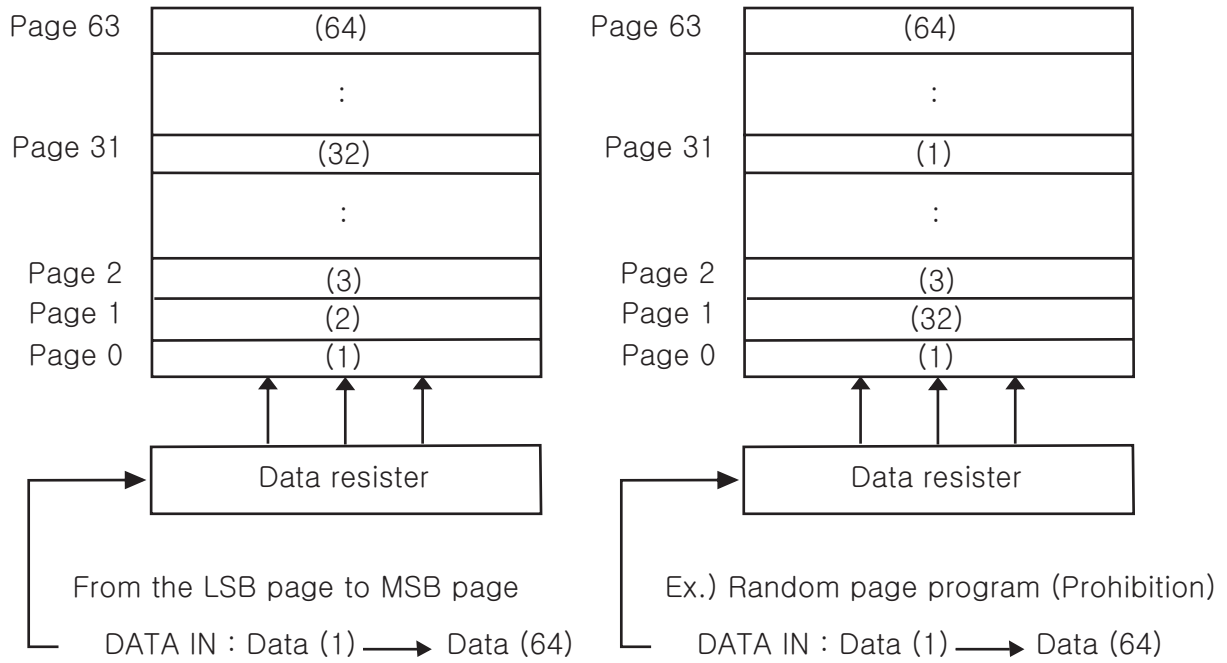 Page 63 (64)
:
Page 31 (32)
:
Page 2 (3)
Page 1 (2)
Page 0 (1)
Data resister
From the LSB page to MSB page
DATA IN : Data (1) Data (64)
Page 63 (64)
:
Page 31 (1)
:
Page 2 (3)
Page 1 (32)
Page 0 (1)
Data resister
Ex.) Random page program (Prohibition)
DATA IN : Data (1) Data (64)